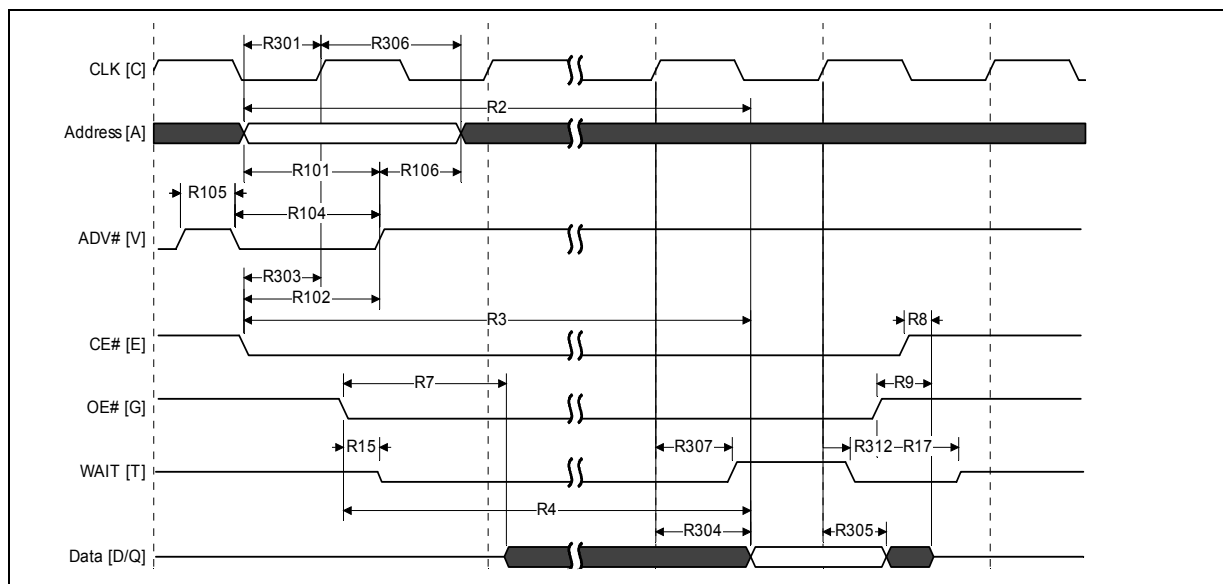 R301 R306
CLK [C]
R2
Address [A]
R101 R106
R105
R104
ADV# [V]
R303
R102
R3 R8
CE# [E]
R7 R9
OE# [G]
R15 R307 R312 R17
WAIT [T]
R4
R304 R305
Data [D/Q]